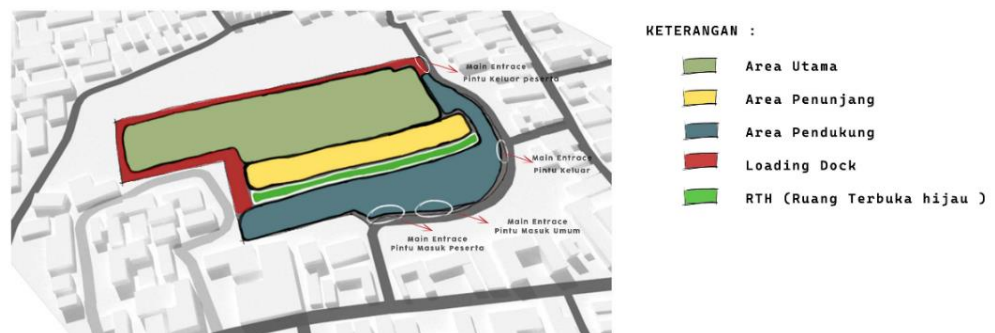 Main Entrace
Pintu Keluar peserta
Main Entrace
Pintu Keluar
Main Entrace
Pintu Masuk Umum
Main Entrace
Pintu Masuk Peserta
KETERANGAN :
Area Utama
Area Penunjang
Area Pendukung
Loading Dock
RTH (Ruang Terbuka hijau )